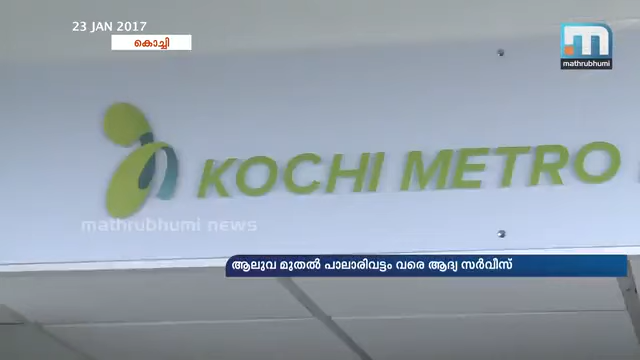 23 JAN 2017
കൊച്ചി
mathrubhumi
KOCHI METRO
mathrubhumi news
ആലുവ മുതൽ പാലാരിവട്ടം വരെ ആദ്യ സർവീസ്